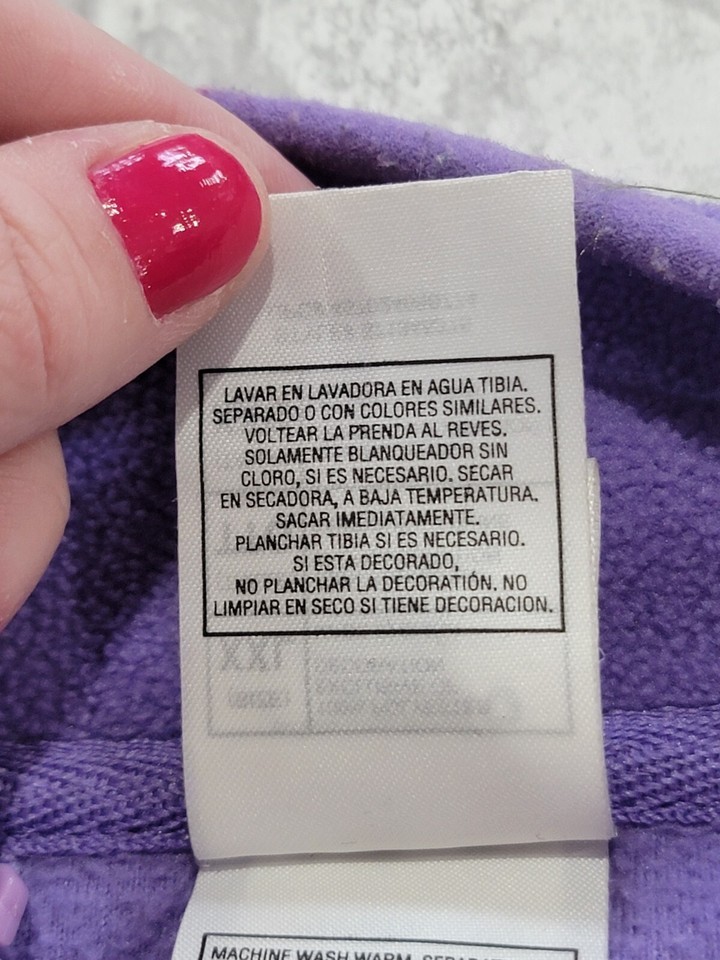 LAVAR EN LAVADORA EN AGUA TIBIA.
SEPARADO O CON COLORES SIMILARES.
VOLTEAR LA PRENDA AL REVES.
SOLAMENTE BLANQUEADOR SIN
CLORO, SI ES NECESARIO. SECAR
EN SECADORA, A BAJA TEMPERATURA.
SACAR IMEDIATAMENTE.
PLANCHAR TIBIA SI ES NECESARIO.
SI ESTA DECORADO,
NO PLANCHAR LA DECORATIÓN. NO
LIMPIAR EN SECO SI TIENE DECORACION.
MACHINE WASH WARM,